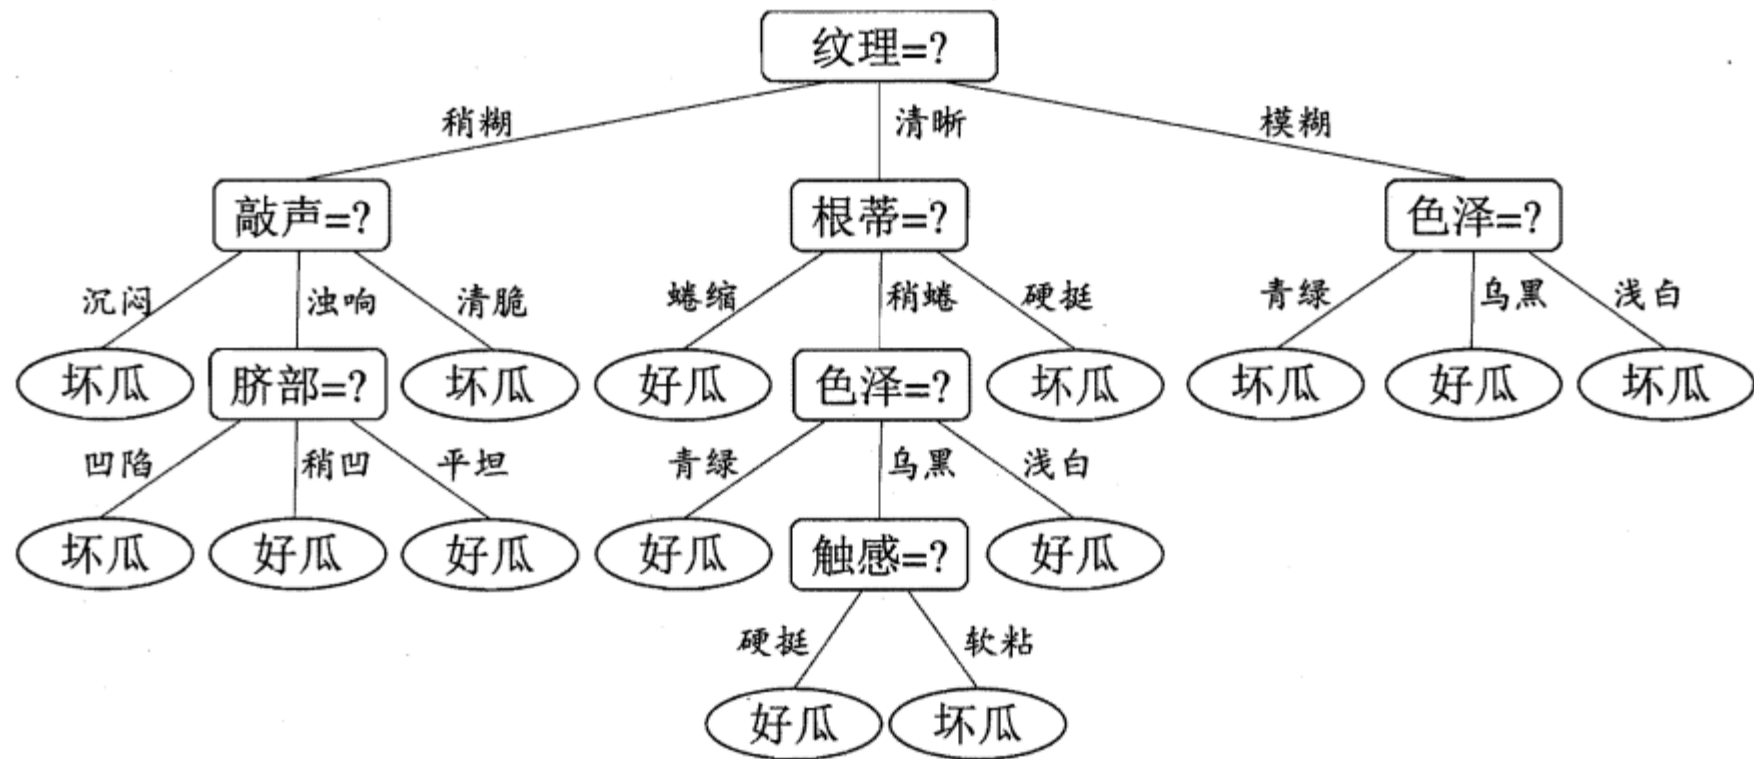 纹理=?
稍糊 清晰 模糊
敲声=? 根蒂=? 色泽=?
沉闷 浊响 清脆 蜷缩 稍蜷 硬挺 青绿 乌黑 浅白
坏瓜 脐部=? 坏瓜 好瓜 色泽=? 坏瓜 坏瓜 好瓜 坏瓜
凹陷 稍凹 平坦 青绿 乌黑 浅白
坏瓜 好瓜 好瓜 好瓜 触感=? 好瓜
硬挺 软粘
好瓜 坏瓜